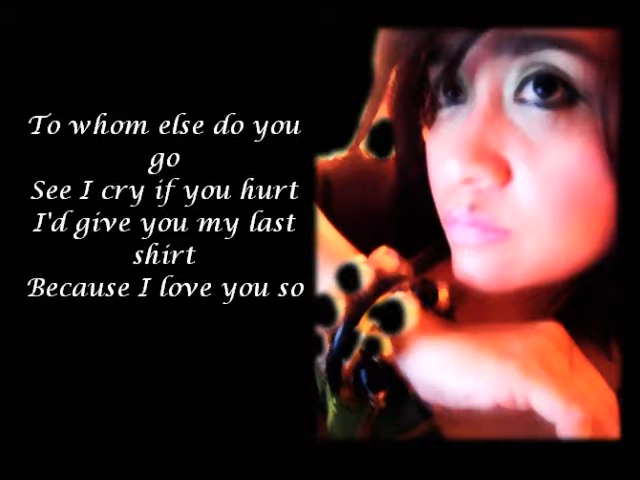 To whom else do you
go
See I cry if you hurt
I'd give you my last
shirt
Because I love you so